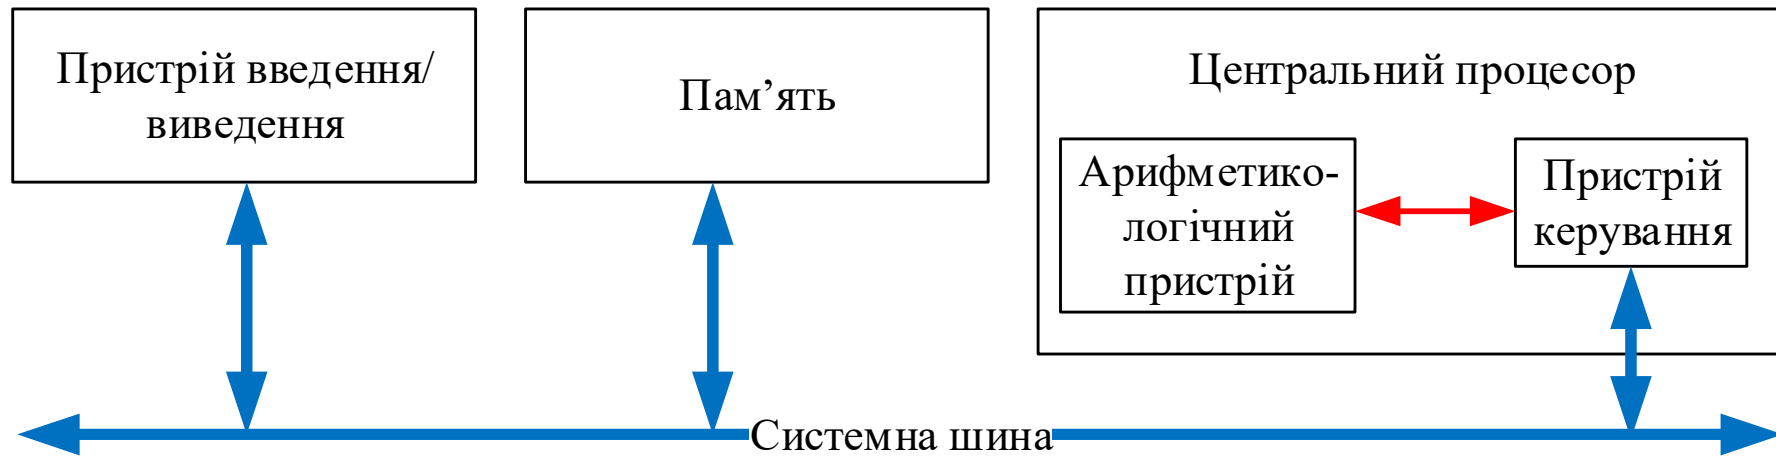 Пристрій введення/
виведення
Пам’ять
Центральний процесор
Арифметико-
логічний
пристрій
Пристрій
керування
Системна шина